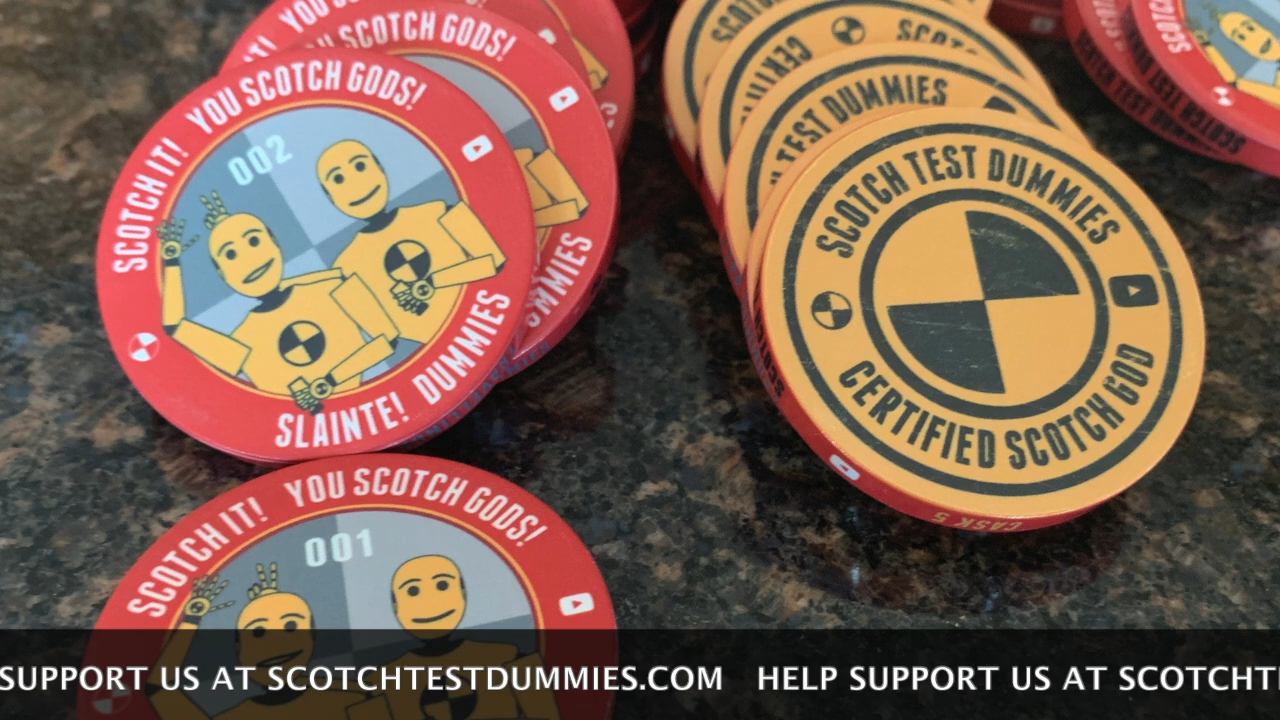 YOU SCOTCH GODS!
SCOTCH IT! YOU SCOTCH GODS!
002
SLAINTE! DUMMIES
SCOTCH IT! YOU SCOTCH GODS!
001
TEST DUMMIES
SCOTCH TEST DUMMIES
CERTIFIED SCOTCH GOD
CASK 5
SCOTCH TEST
SUPPORT US AT SCOTCHTESTDUMMIES.COM HELP SUPPORT US AT SCOTCHT